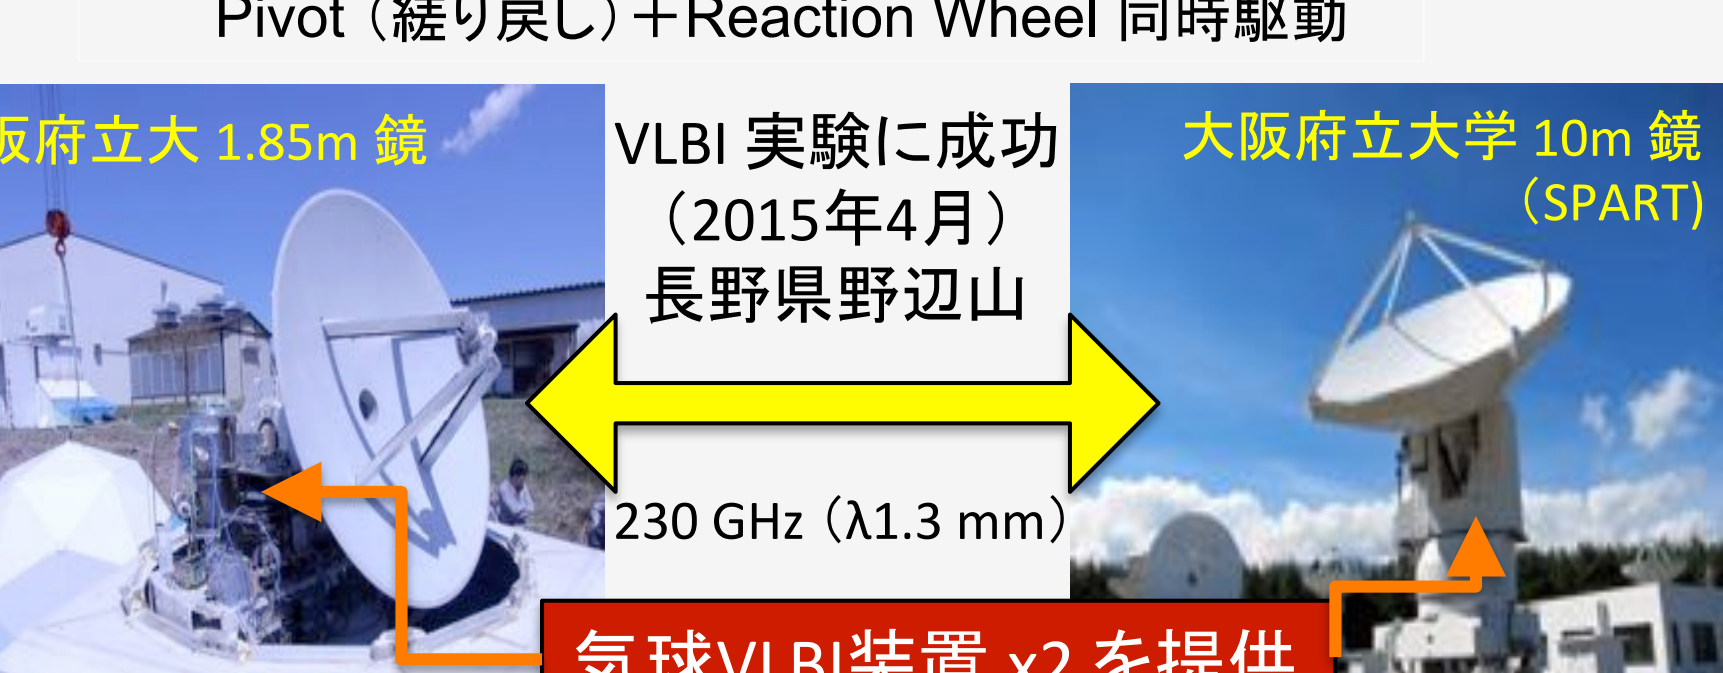 Pivot（縒り戻し）＋Reaction Wheel 同時駆動
阪府立大 1.85m 鏡
VLBI 実験に成功
（2015年4月）
長野県野辺山
大阪府立大学 10m 鏡
（SPART)
230 GHz（λ1.3 mm）
気球VLBI装置 x2 を提供